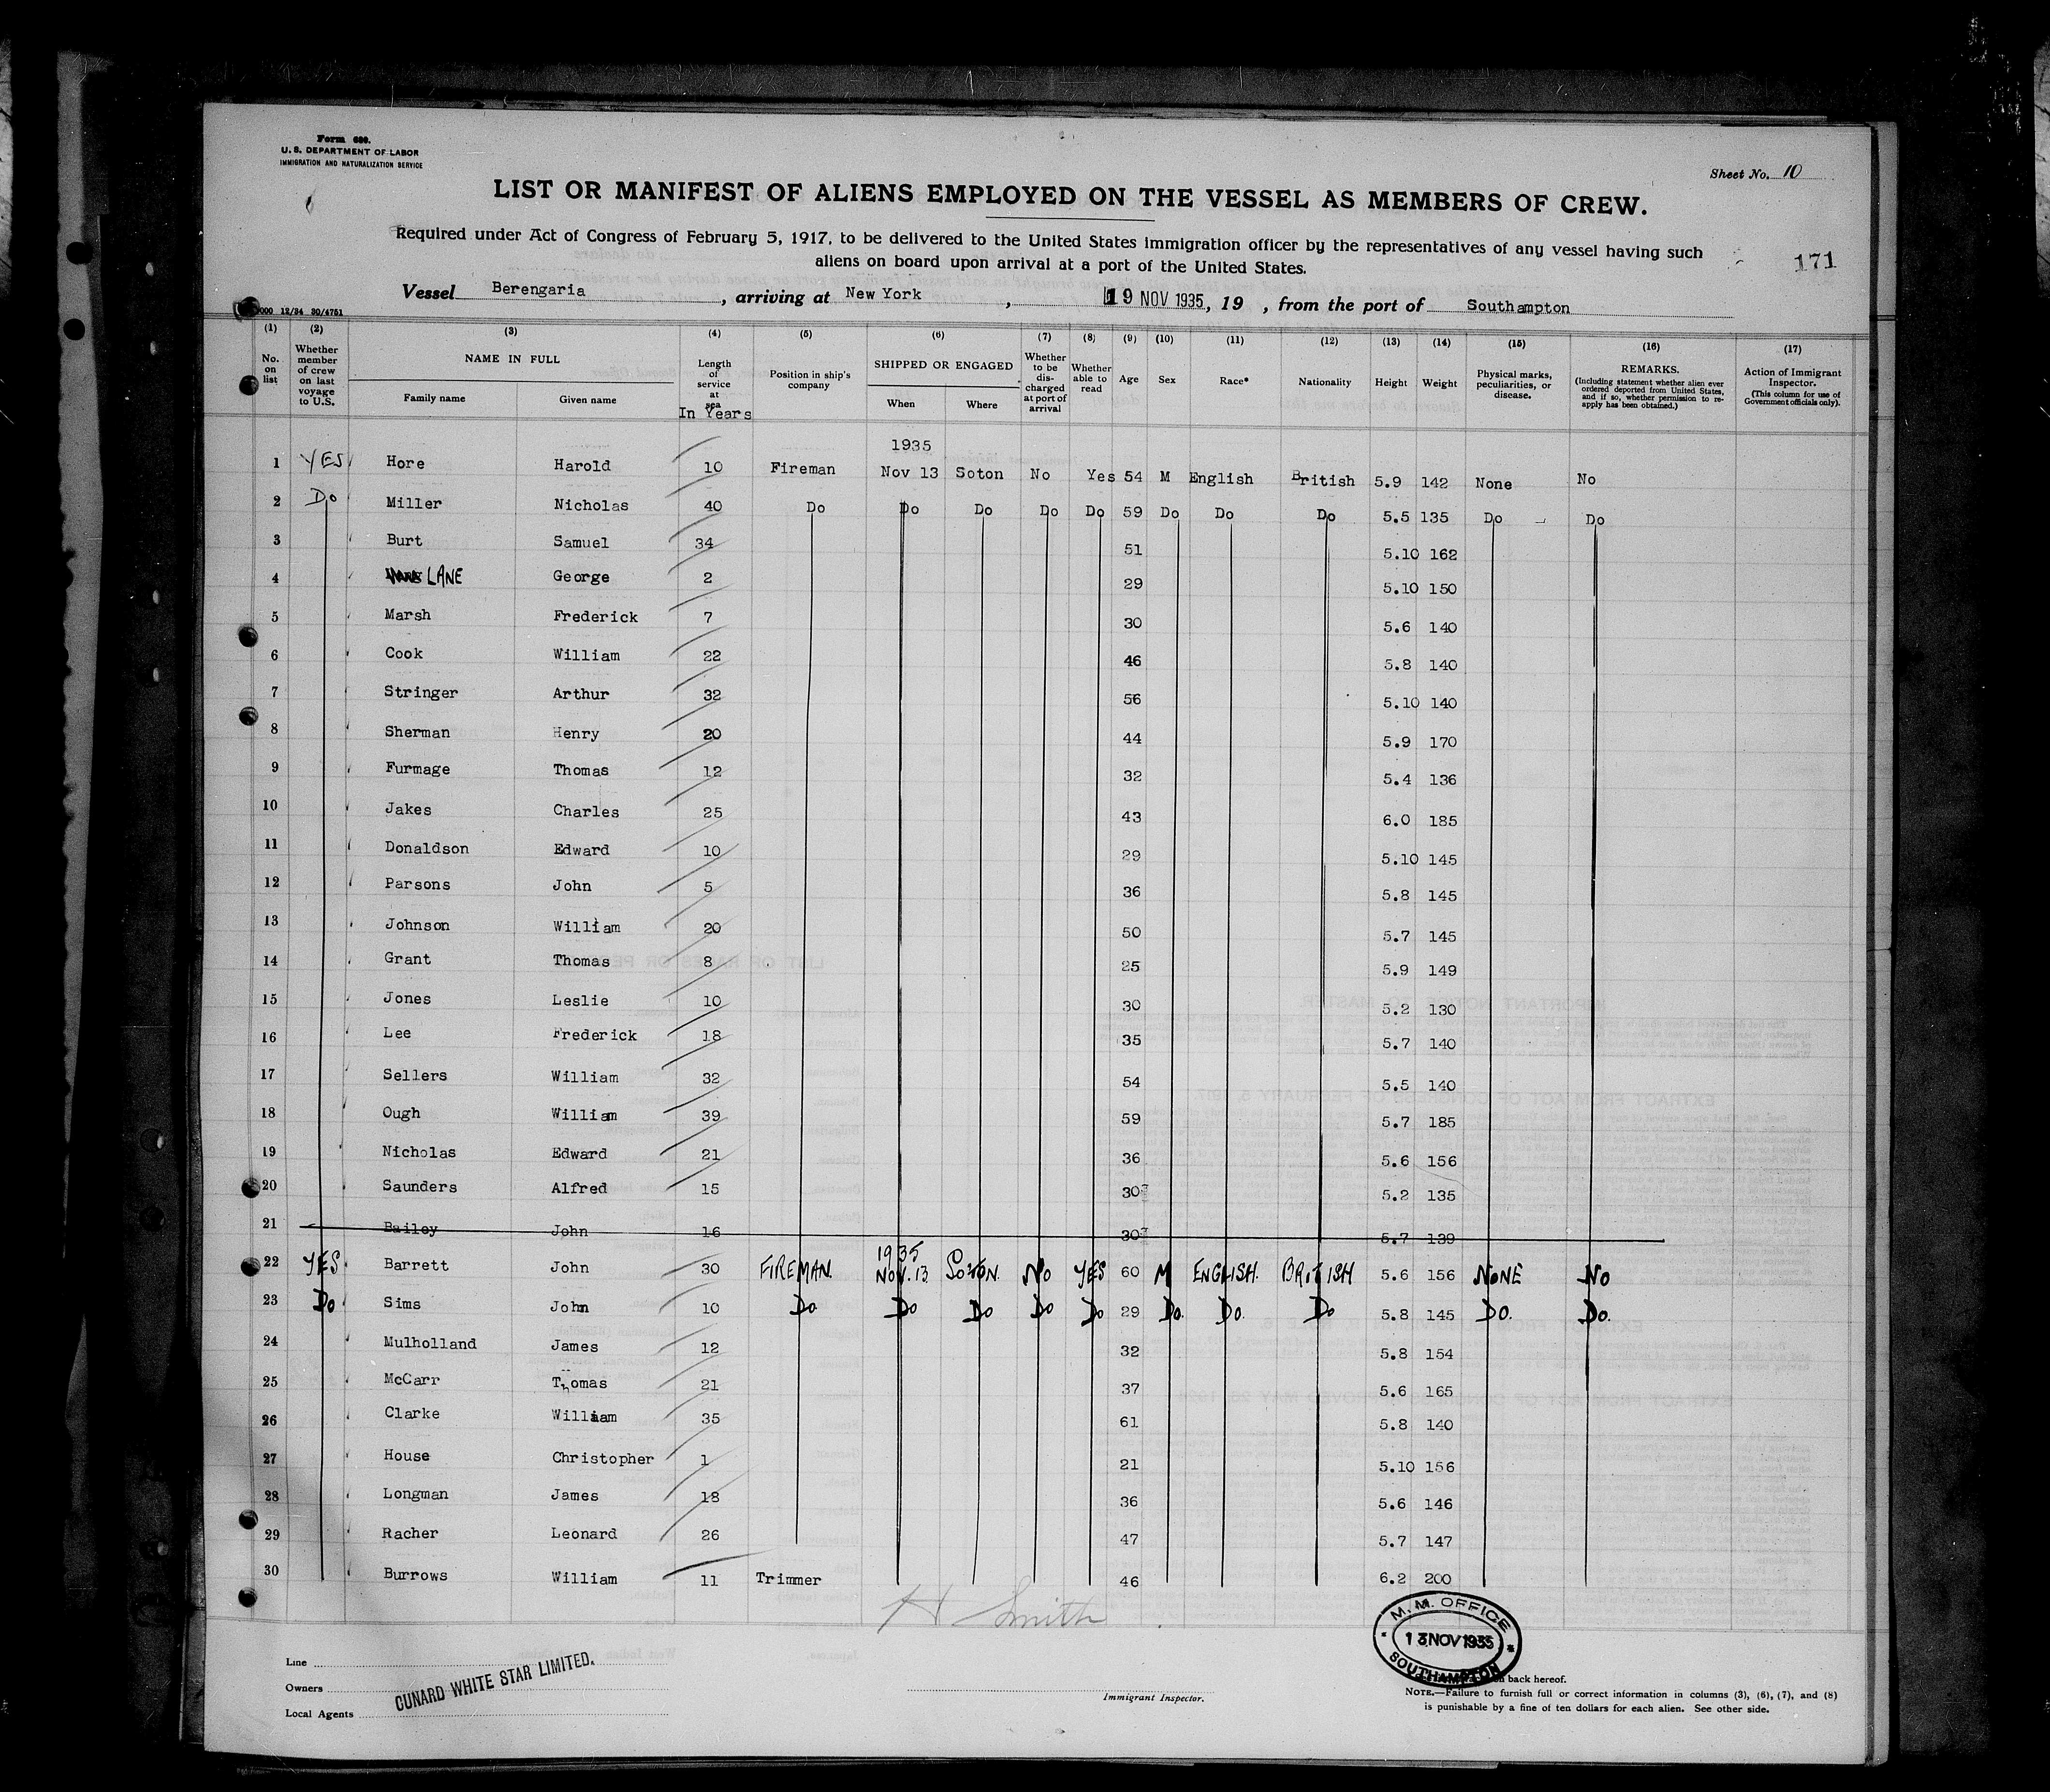 Form 680.
U. S. DEPARTMENT OF LABOR
IMMIGRATION AND NATURALIZATION SERVICE
Sheet No. 10
LIST OR MANIFEST OF ALIENS EMPLOYED ON THE VESSEL AS MEMBERS OF CREW.
Required under Act of Congress of February 5, 1917, to be delivered to the United States immigration officer by the representatives of any vessel having such
aliens on board upon arrival at a port of the United States.
171
Vessel Berengaria, arriving at New York, 19 NOV 1935, 19 , from the port of Southampton
000 12/34 30/4751
(1) (2) (3) (4) (5) (6) (7) (8) (9) (10) (11) (12) (13) (14) (15) (16) (17)
No. on list
Whether member of crew on last voyage to U.S.
NAME IN FULL
Family name Given name
Length of service at sea
In Years
Position in ship's company
SHIPPED OR ENGAGED
When Where
Whether to be discharged at port of arrival
Whether able to read
Age
Sex
Race*
Nationality
Height
Weight
Physical marks, peculiarities, or disease.
REMARKS.
(Including statement whether alien ever ordered deported from United States, and if so, whether permission to reapply has been obtained.)
Action of Immigrant Inspector.
(This column for use of Government officials only).
1935
1 YES Hore Harold 10 Fireman Nov 13 Soton No Yes 54 M English British 5.9 142 None No
2 Do Miller Nicholas 40 Do Do Do Do Do 59 Do Do Do 5.5 135 Do Do
3 Burt Samuel 34 51 5.10 162
4 LANE George 2 29 5.10 150
5 Marsh Frederick 7 30 5.6 140
6 Cook William 22 46 5.8 140
7 Stringer Arthur 32 56 5.10 140
8 Sherman Henry 20 44 5.9 170
9 Furmage Thomas 12 32 5.4 136
10 Jakes Charles 25 43 6.0 185
11 Donaldson Edward 10 29 5.10 145
12 Parsons John 5 36 5.8 145
13 Johnson William 20 50 5.7 145
14 Grant Thomas 8 25 5.9 149
15 Jones Leslie 10 30 5.2 130
16 Lee Frederick 18 35 5.7 140
17 Sellers William 32 54 5.5 140
18 Ough William 39 59 5.7 185
19 Nicholas Edward 21 36 5.6 156
20 Saunders Alfred 15 30 5.2 135
21 Bailey John 16 30 5.7 139
1935
22 YES Barrett John 30 FIREMAN NOV. 13 SOTON. No YES 60 M ENGLISH. BRITISH 5.6 156 NONE No
23 Do Sims John 10 Do Do Do Do Do 29 Do. Do. Do 5.8 145 Do. Do.
24 Mulholland James 12 32 5.8 154
25 McCarr Thomas 21 37 5.6 165
26 Clarke William 35 61 5.8 140
27 House Christopher 1 21 5.10 156
28 Longman James 18 36 5.6 146
29 Racher Leonard 26 47 5.7 147
30 Burrows William 11 Trimmer 46 6.2 200
H Smith
M. M. OFFICE
13 NOV 1935
SOUTHAMPTON
Line
Owners
Local Agents
CUNARD WHITE STAR LIMITED.
Immigrant Inspector.
back hereof.
NOTE.—Failure to furnish full or correct information in columns (3), (6), (7), and (8)
is punishable by a fine of ten dollars for each alien. See other side.